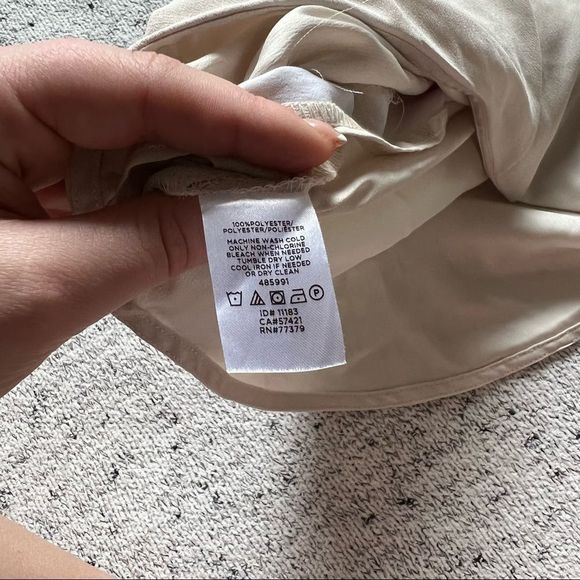 100%POLYESTER/
POLYESTER/POLIÉSTER
MACHINE WASH COLD
ONLY NON-CHLORINE
BLEACH WHEN NEEDED
TUMBLE DRY LOW
COOL IRON IF NEEDED
OR DRY CLEAN
485991
P
ID# 11183
CA#57421
RN#77379